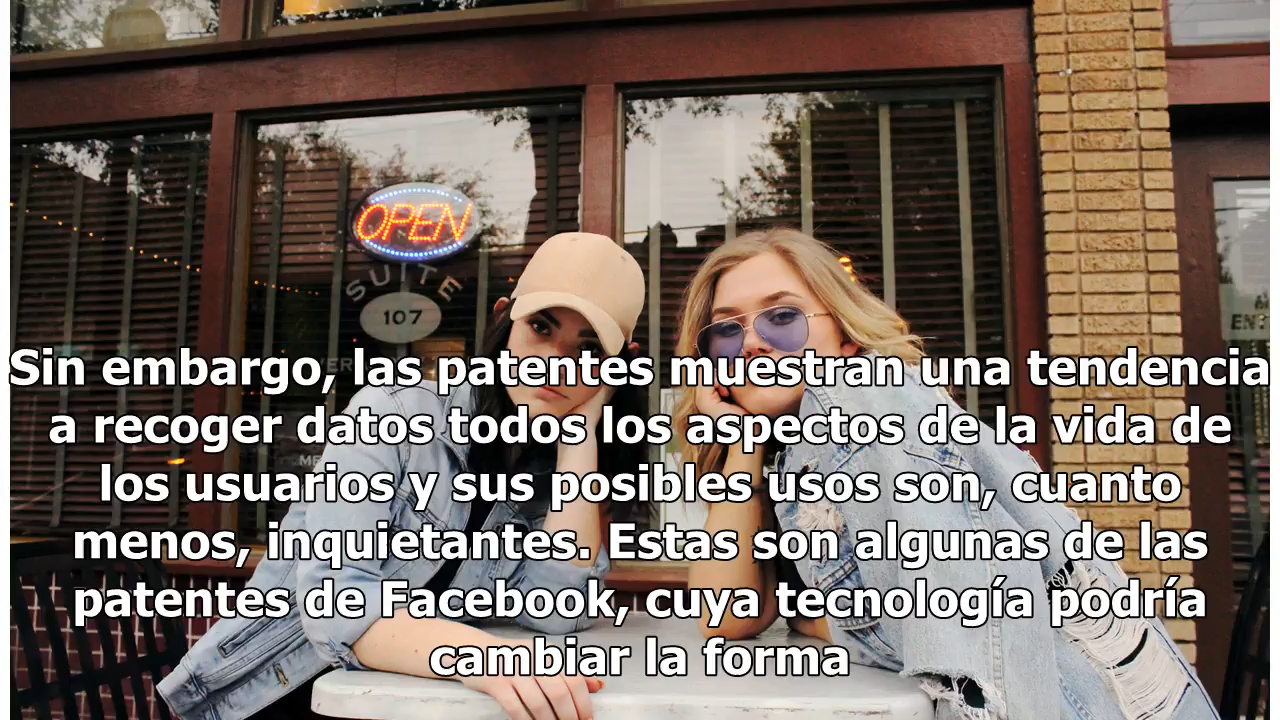 OPEN
SUITE
107
Sin embargo, las patentes muestran una tendencia
a recoger datos todos los aspectos de la vida de
los usuarios y sus posibles usos son, cuanto
menos, inquietantes. Estas son algunas de las
patentes de Facebook, cuya tecnología podría
cambiar la forma